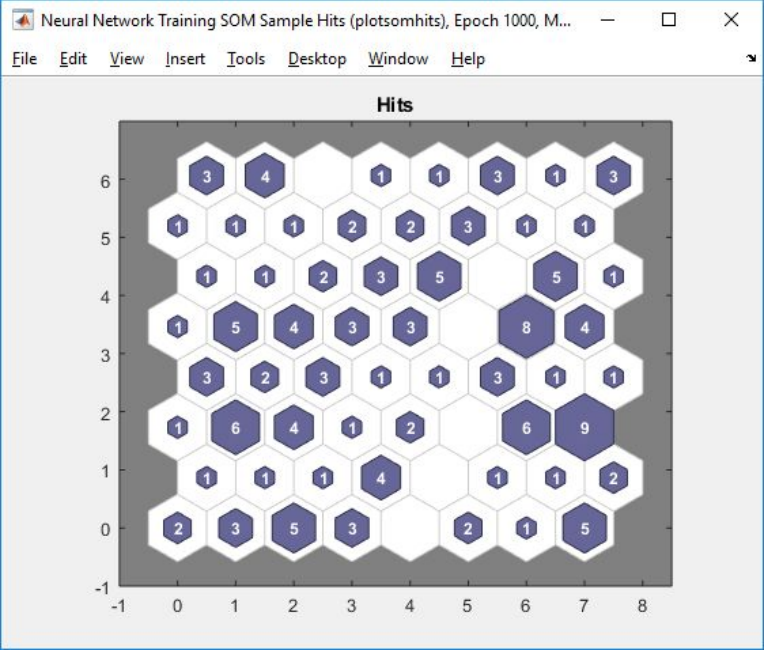 Neural Network Training SOM Sample Hits (plotsomhits), Epoch 1000, M...
File Edit View Insert Tools Desktop Window Help
Hits
6 3 4 1 1 3 1 3
1 1 1 2 2 3 1 1
5
1 1 2 3 5 5 1
4
1 5 4 3 3 8 4
3
3 2 3 1 1 3 1 1
2
1 6 4 1 2 6 9
1
1 1 1 4 1 1 2
0 2 3 5 3 2 1 5
-1
-1 0 1 2 3 4 5 6 7 8